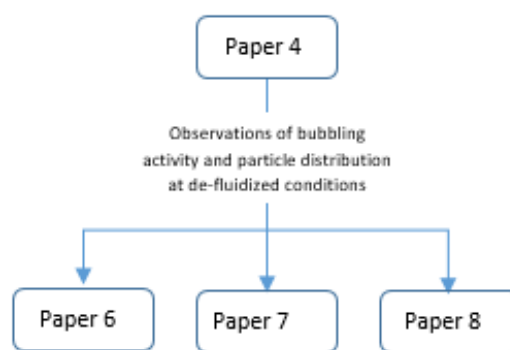 Paper 4
Observations of bubbling
activity and particle distribution
at de-fluidized conditions
Paper 6
Paper 7
Paper 8